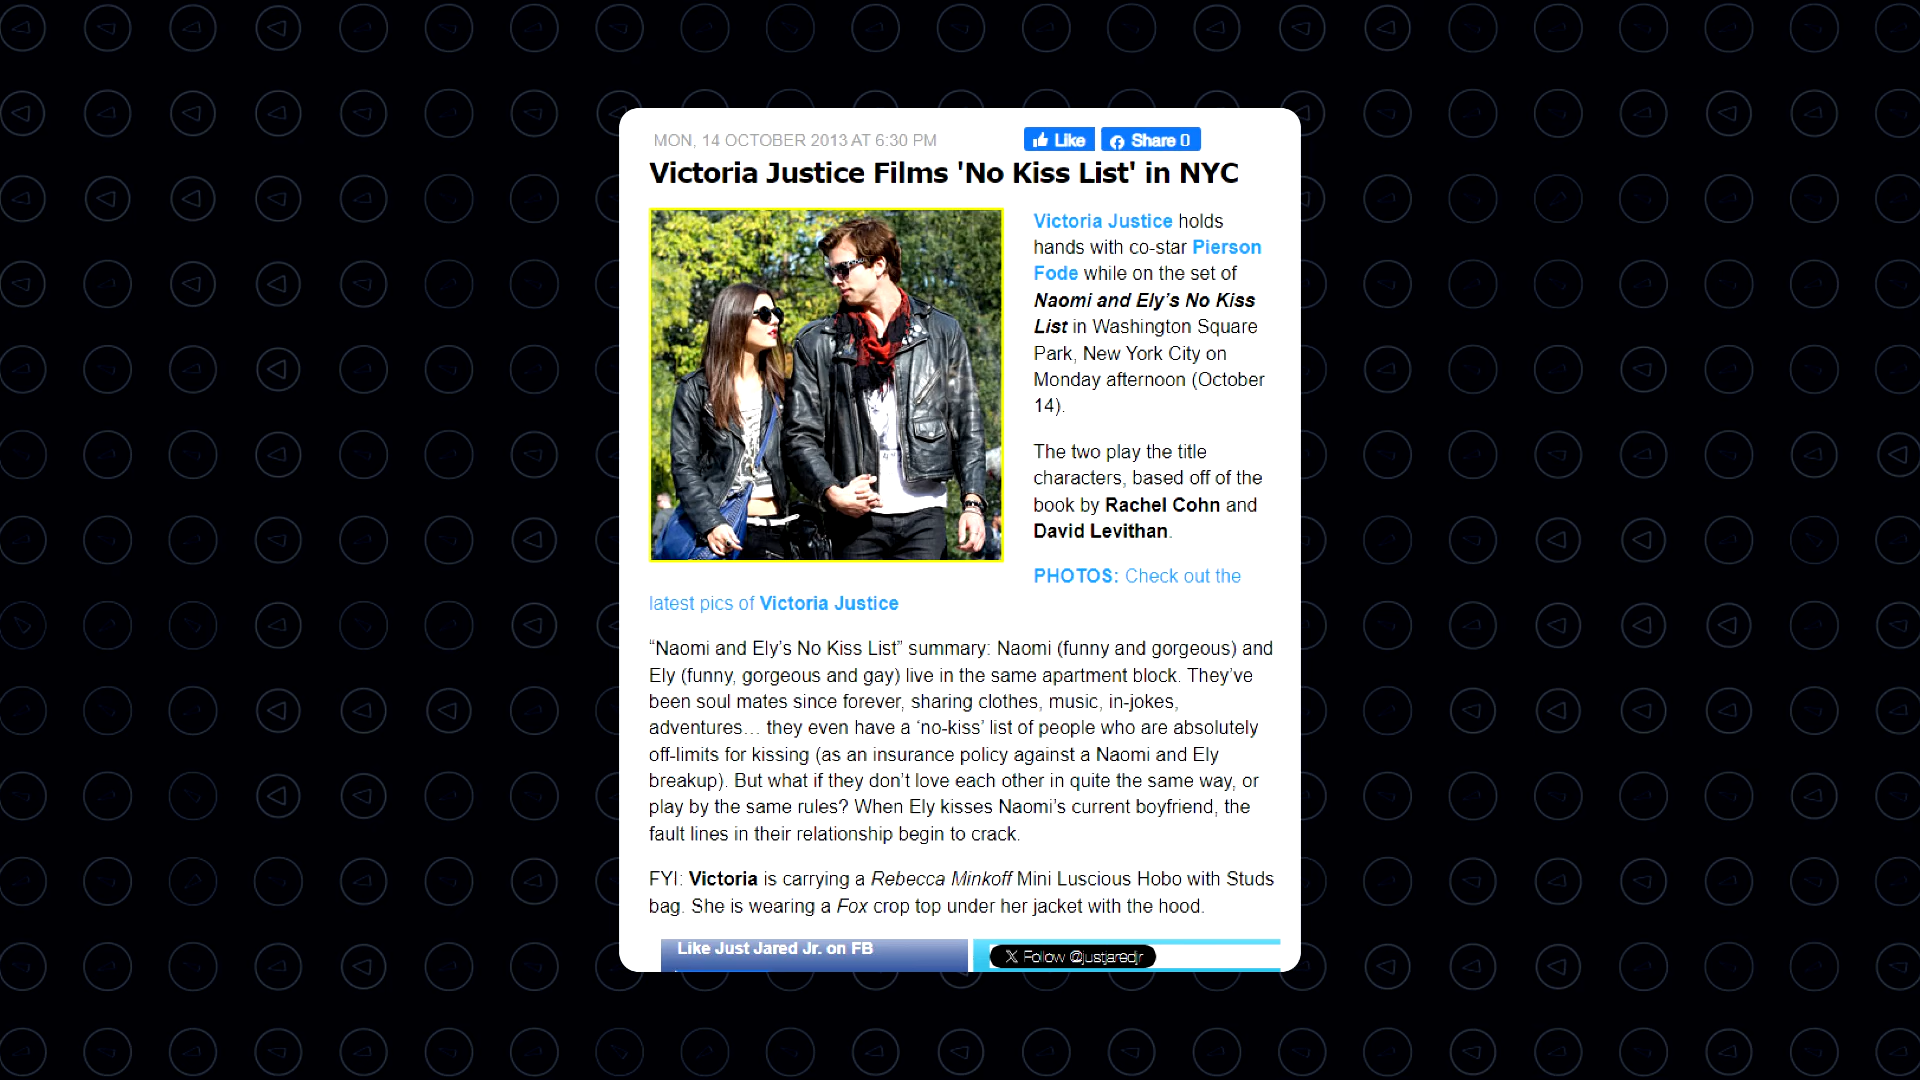 MON, 14 OCTOBER 2013 AT 6:30 PM
Like
Share 0
Victoria Justice Films 'No Kiss List' in NYC
Victoria Justice holds
hands with co-star Pierson
Fode while on the set of
Naomi and Ely’s No Kiss
List in Washington Square
Park, New York City on
Monday afternoon (October
14).
The two play the title
characters, based off of the
book by Rachel Cohn and
David Levithan.
PHOTOS: Check out the
latest pics of Victoria Justice
“Naomi and Ely’s No Kiss List” summary: Naomi (funny and gorgeous) and
Ely (funny, gorgeous and gay) live in the same apartment block. They’ve
been soul mates since forever, sharing clothes, music, in-jokes,
adventures… they even have a ‘no-kiss’ list of people who are absolutely
off-limits for kissing (as an insurance policy against a Naomi and Ely
breakup). But what if they don’t love each other in quite the same way, or
play by the same rules? When Ely kisses Naomi’s current boyfriend, the
fault lines in their relationship begin to crack.
FYI: Victoria is carrying a Rebecca Minkoff Mini Luscious Hobo with Studs
bag. She is wearing a Fox crop top under her jacket with the hood.
Like Just Jared Jr. on FB
Follow @justjaredjr